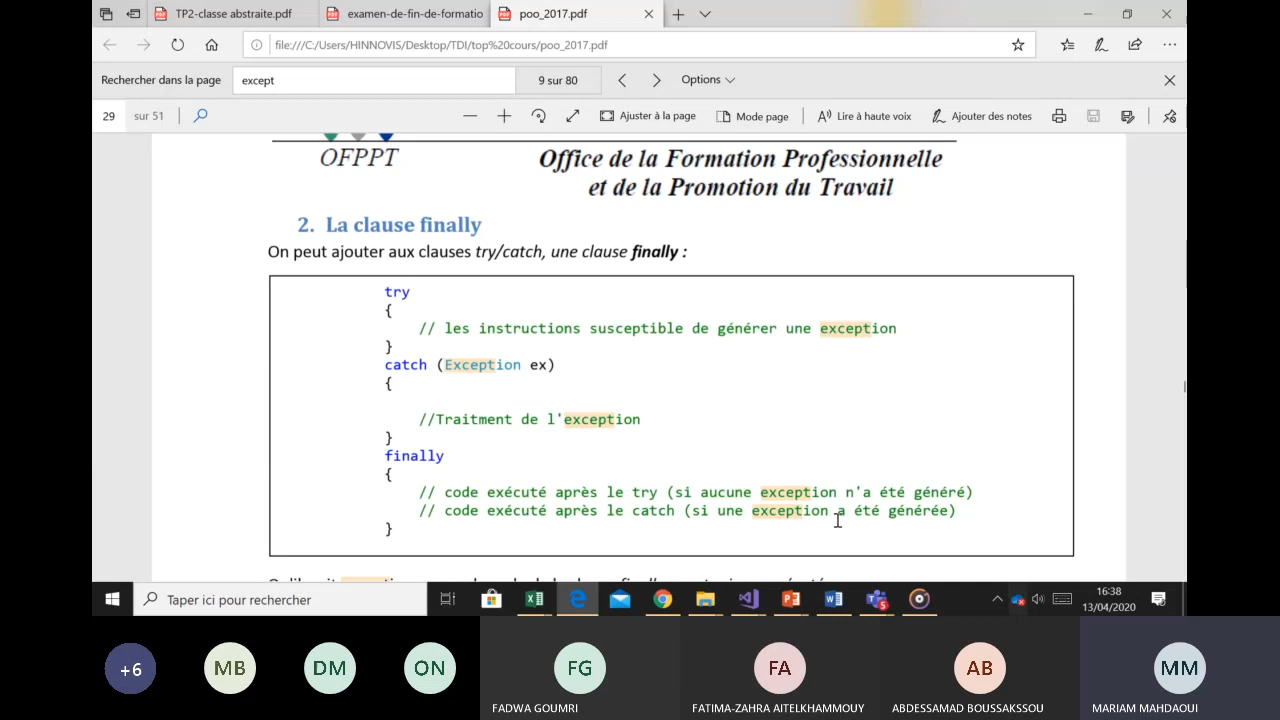 TP2-classe abstraite.pdf
examen-de-fin-de-formatio
poo_2017.pdf
file:///C:/Users/HINNOVIS/Desktop/TDI/top%20cours/poo_2017.pdf
Rechercher dans la page
except
9 sur 80
Options
29
sur 51
Ajuster à la page
Mode page
Lire à haute voix
Ajouter des notes
OFPPT
Office de la Formation Professionnelle
et de la Promotion du Travail
2. La clause finally
On peut ajouter aux clauses try/catch, une clause finally :
try
{
// les instructions susceptible de générer une exception
}
catch (Exception ex)
{
//Traitment de l'exception
}
finally
{
// code exécuté après le try (si aucune exception n'a été généré)
// code exécuté après le catch (si une exception a été générée)
}
Taper ici pour rechercher
16:38
13/04/2020
+6
MB
DM
ON
FG
FA
AB
MM
FADWA GOUMRI
FATIMA-ZAHRA AITELKHAMMOUY
ABDESSAMAD BOUSSAKSSOU
MARIAM MAHDAOUI